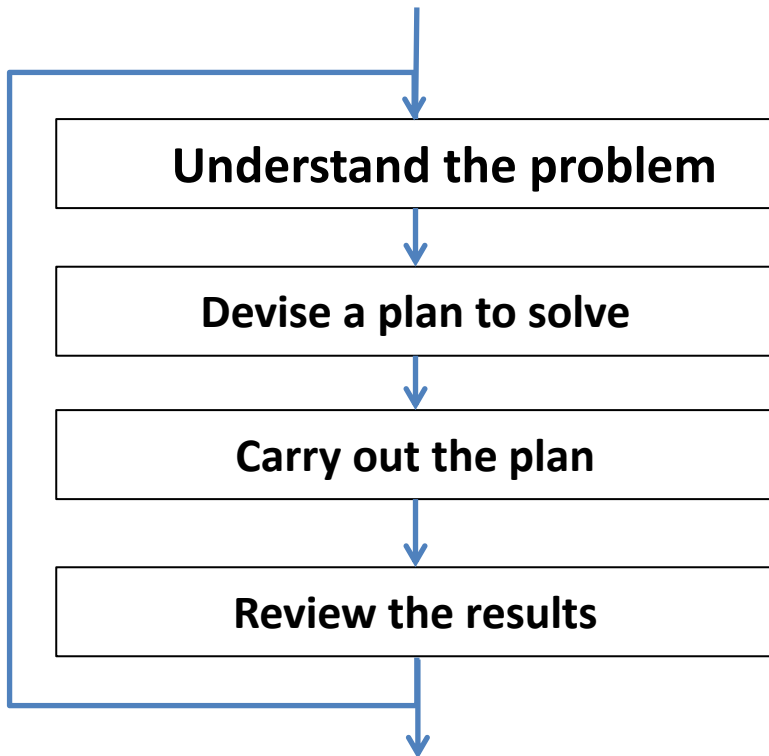 Understand the problem
Devise a plan to solve
Carry out the plan
Review the results